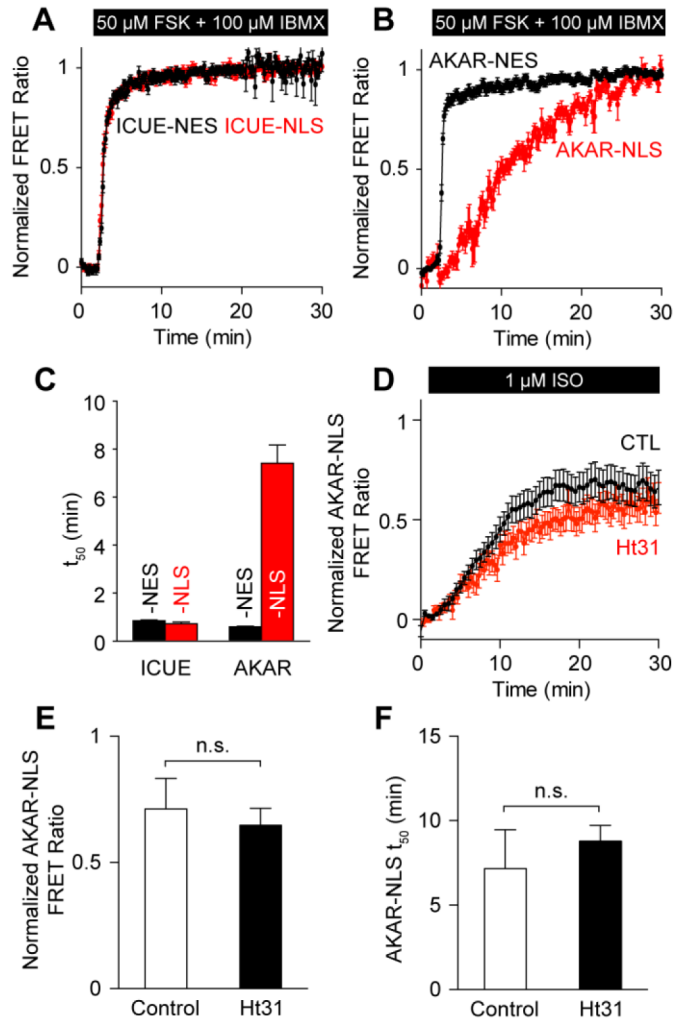 A
50 µM FSK + 100 µM IBMX
Normalized FRET Ratio
1
0.5
0
ICUE-NES ICUE-NLS
0 10 20 30
Time (min)
B
50 µM FSK + 100 µM IBMX
Normalized FRET Ratio
1
0.5
0
AKAR-NES
AKAR-NLS
0 10 20 30
Time (min)
C
t50 (min)
10
8
6
4
2
0
-NES
-NLS
-NES
-NLS
ICUE AKAR
D
1 µM ISO
Normalized AKAR-NLS
FRET Ratio
1
0.5
0
CTL
Ht31
0 10 20 30
Time (min)
E
Normalized AKAR-NLS
FRET Ratio
1
0.5
0
n.s.
Control Ht31
F
AKAR-NLS t50 (min)
15
10
5
0
n.s.
Control Ht31